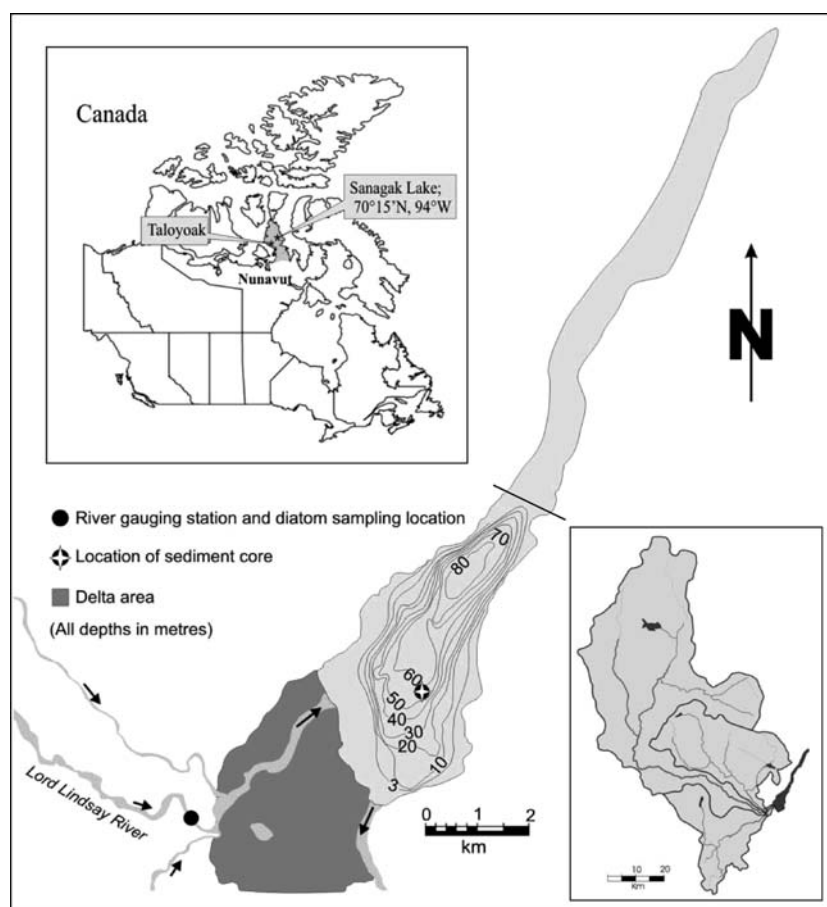 Canada
Sanagak Lake;
70°15'N, 94°W
Taloyoak
Nunavut
N
River gauging station and diatom sampling location
Location of sediment core
Delta area
(All depths in metres)
70
80
60
50
40
30
20
10
3
Lord Lindsay River
0 1 2
km
10 20
KM